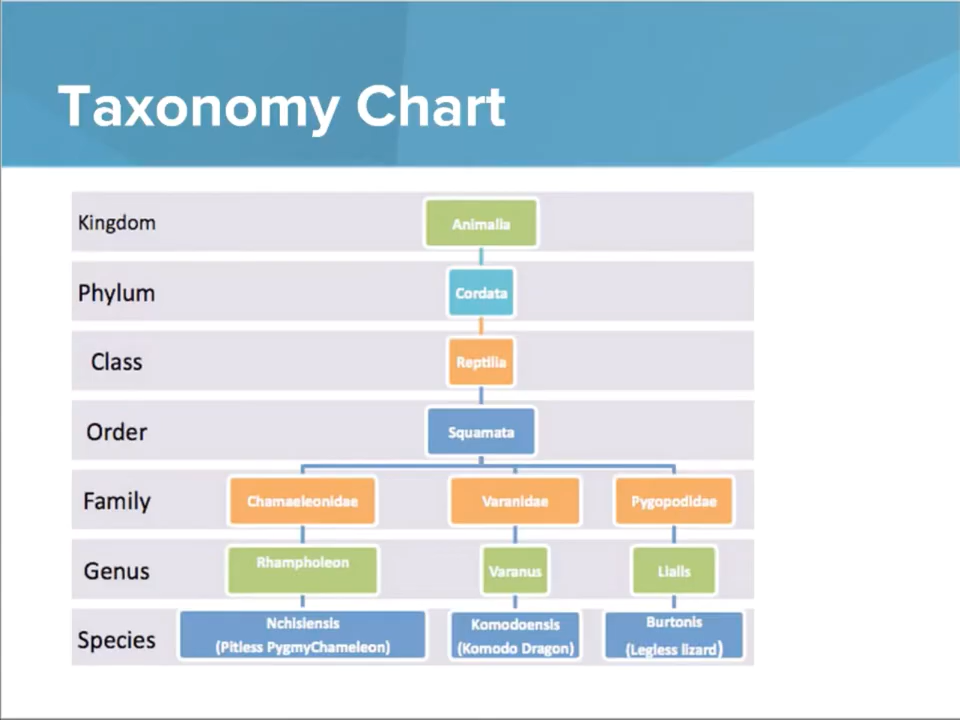 Taxonomy Chart
Kingdom
Animalia
Phylum
Cordata
Class
Reptilia
Order
Squamata
Family
Chamaeleonidae
Varanidae
Pygopodidae
Genus
Rhampholeon
Varanus
Lialis
Species
Nchisiensis
(Pitless PygmyChameleon)
Komodoensis
(Komodo Dragon)
Burtonis
(Legless lizard)